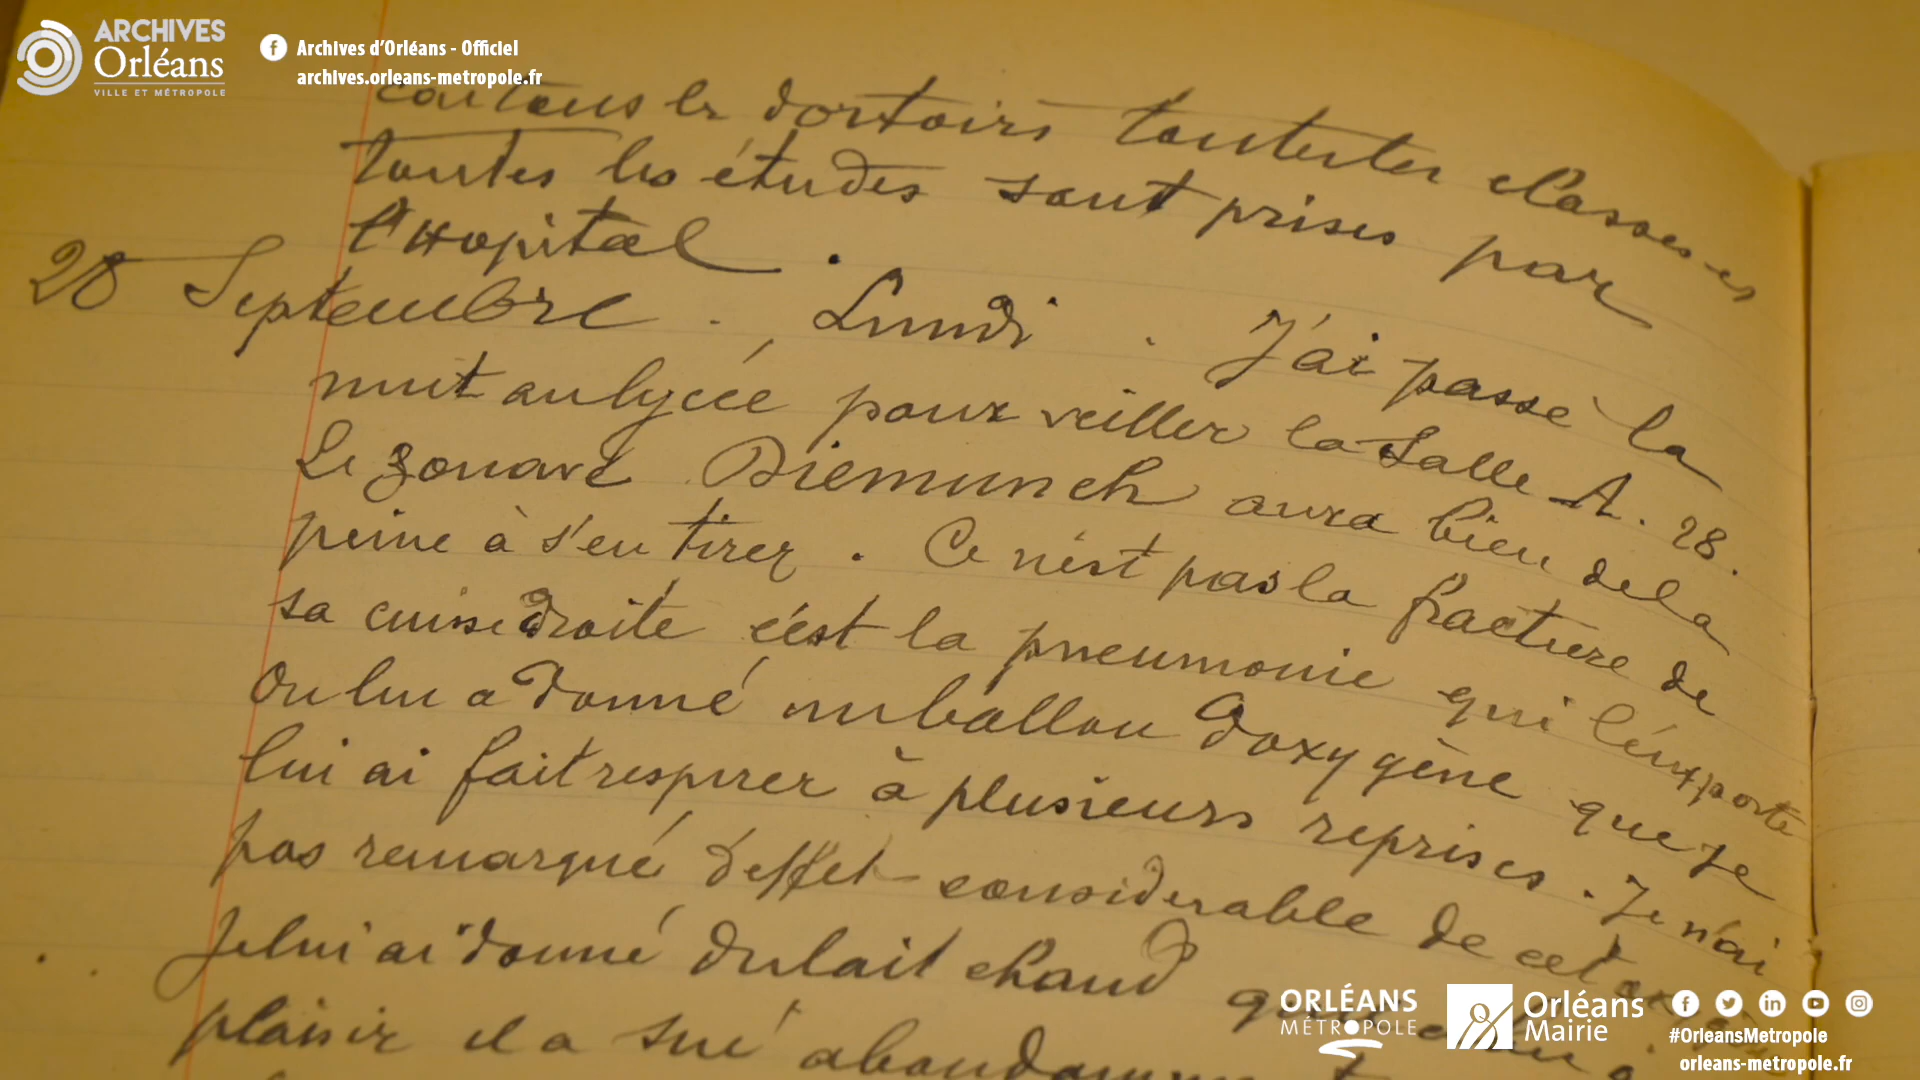 ARCHIVES
Orléans
VILLE ET MÉTROPOLE
Archives d'Orléans - Officiel
archives.orleans-metropole.fr
dortoirs toutes les classes et
toutes les études sont prises par
l'Hopital.
28 Septembre. Lundi. J'ai passé la
nuit au lycée pour veiller la salle A. 28.
Le zouave Diemunch aura bien de la
peine à s'en tirer. Ce n'est pas la fracture de
sa cuisse droite c'est la pneumonie qui l'emporte
On lui a donné un ballon d'oxygène que je
lui ai fait respirer à plusieurs reprises. Je n'ai
pas remarqué d'effet considerable de cet
Je lui ai donné du lait chaud
plaisir il a sué
ORLÉANS
MÉTROPOLE
Orléans
Mairie
#OrleansMetropole
orleans-metropole.fr